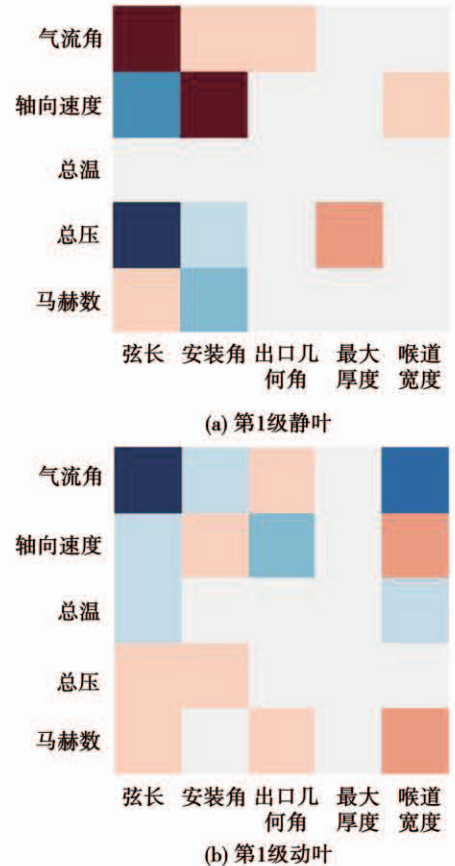 气流角
轴向速度
总温
总压
马赫数
弦长 安装角 出口几何角 最大厚度 喉道宽度
(a) 第1级静叶
气流角
轴向速度
总温
总压
马赫数
弦长 安装角 出口几何角 最大厚度 喉道宽度
(b) 第1级动叶